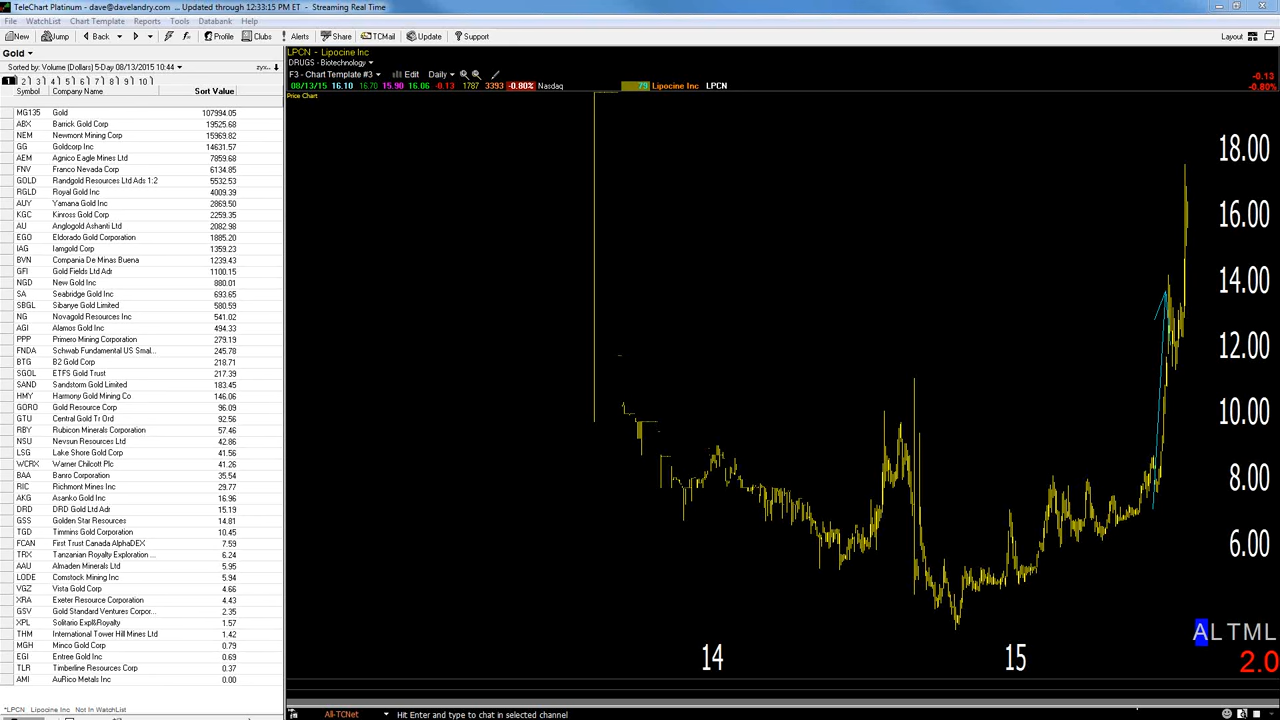 TeleChart Platinum - dave@davelandry.com ... Updated through 12:33:15 PM ET - Streaming Real Time
File WatchList Chart Template Reports Tools Databank Help
New Jump Back Profile Clubs Alerts Share TCMail Update Support Layout
Gold
Sorted by: Volume (Dollars) 5-Day 08/13/2015 10:44
1 2 3 4 5 6 7 8 9 10
Symbol Company Name Sort Value
MG135 Gold 107994.05
ABX Barrick Gold Corp 19525.68
NEM Newmont Mining Corp 15969.82
GG Goldcorp Inc 14631.57
AEM Agnico Eagle Mines Ltd 7859.68
FNV Franco Nevada Corp 6134.85
GOLD Randgold Resources Ltd Ads 1:2 5532.53
RGLD Royal Gold Inc 4009.39
AUY Yamana Gold Inc 2869.50
KGC Kinross Gold Corp 2259.35
AU Anglogold Ashanti Ltd 2082.98
EGO Eldorado Gold Corporation 1885.20
IAG Iamgold Corp 1359.23
BVN Compania De Minas Buena 1239.43
GFI Gold Fields Ltd Adr 1100.15
NGD New Gold Inc 880.01
SA Seabridge Gold Inc 693.65
SBGL Sibanye Gold Limited 580.59
NG Novagold Resources Inc 541.02
AGI Alamos Gold Inc 494.33
PPP Primero Mining Corporation 279.19
FNDA Schwab Fundamental US Smal... 245.78
BTG B2 Gold Corp 218.71
SGOL ETFS Gold Trust 217.39
SAND Sandstorm Gold Limited 183.45
HMY Harmony Gold Mining Co 146.06
GORO Gold Resource Corp 96.09
GTU Central Gold Tr Ord 92.56
RBY Rubicon Minerals Corporation 57.46
NSU Nevsun Resources Ltd 42.86
LSG Lake Shore Gold Corp 41.56
WCRX Warner Chilcott Plc 41.26
RAA Banro Corporation 35.54
RIC Richmont Mines Inc 29.77
AKG Asanko Gold Inc 16.96
DRD DRD Gold Ltd Adr 15.19
GSS Golden Star Resources 14.81
TGD Timmins Gold Corporation 10.45
FCAN First Trust Canada AlphaDEX 7.59
TRX Tanzanian Royalty Exploration ... 6.24
AAU Almaden Minerals Ltd 5.95
LODE Comstock Mining Inc 5.94
VGZ Vista Gold Corp 4.66
XRA Exeter Resource Corporation 4.43
GSV Gold Standard Ventures Corpor... 2.35
XPL Solitario Expl&Royalty 1.57
THM International Tower Hill Mines Ltd 1.42
MGH Minco Gold Corp 0.79
EGI Entree Gold Inc 0.69
TLR Timberline Resources Corp 0.37
AMI AuRico Metals Inc 0.00
*LPCN Lipocine Inc Not In WatchList
LPCN - Lipocine Inc
DRUGS - Biotechnology
F3 - Chart Template #3 Edit Daily
08/13/15 16.10 16.70 15.90 16.06 -0.13 1787 3393 -0.80% Nasdaq 79 Lipocine Inc LPCN
Price Chart
-0.13
-0.80%
18.00
16.00
14.00
12.00
10.00
8.00
6.00
ALTML
2.0
14 15
All-TCNet Hit Enter and type to chat in selected channel